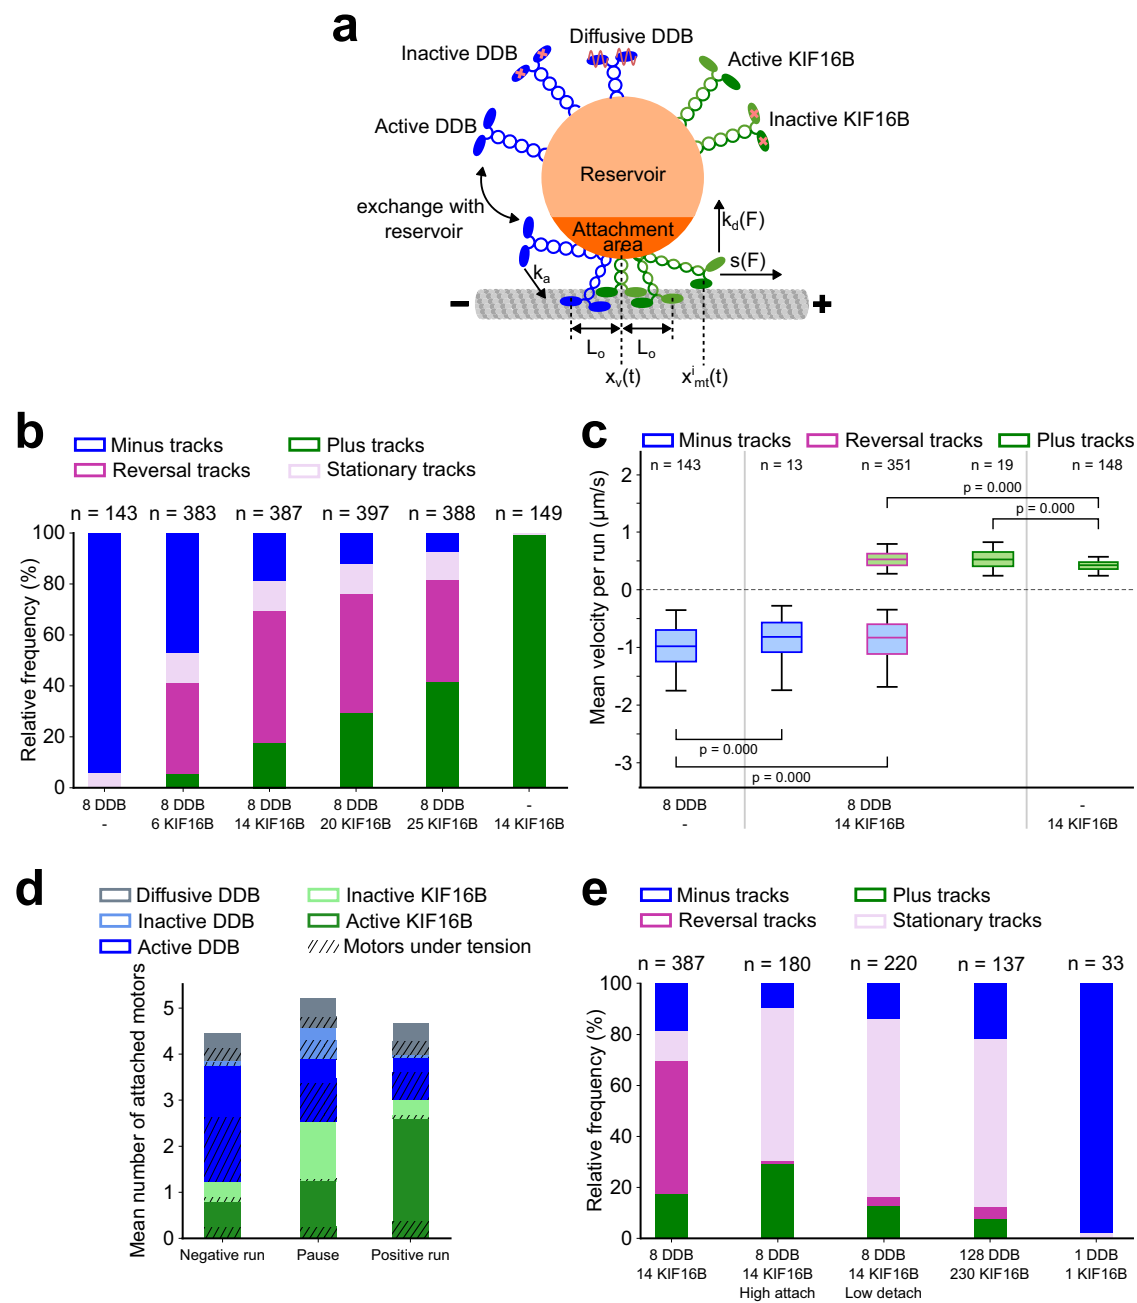 a
Inactive DDB
Diffusive DDB
Active KIF16B
Active DDB
Inactive KIF16B
Reservoir
exchange with
reservoir
Attachment
area
kd(F)
s(F)
ka
−
+
Lo
Lo
xv(t)
x^i_mt(t)
b
Minus tracks
Plus tracks
Reversal tracks
Stationary tracks
n = 143
n = 383
n = 387
n = 397
n = 388
n = 149
Relative frequency (%)
100
80
60
40
20
0
8 DDB
-
8 DDB
6 KIF16B
8 DDB
14 KIF16B
8 DDB
20 KIF16B
8 DDB
25 KIF16B
-
14 KIF16B
c
Minus tracks
Reversal tracks
Plus tracks
n = 143
n = 13
n = 351
n = 19
n = 148
p = 0.000
p = 0.000
Mean velocity per run (μm/s)
2
1
0
-1
-2
-3
p = 0.000
p = 0.000
8 DDB
-
8 DDB
14 KIF16B
-
14 KIF16B
d
Diffusive DDB
Inactive KIF16B
Inactive DDB
Active KIF16B
Active DDB
Motors under tension
Mean number of attached motors
5
4
3
2
1
0
Negative run
Pause
Positive run
e
Minus tracks
Plus tracks
Reversal tracks
Stationary tracks
n = 387
n = 180
n = 220
n = 137
n = 33
Relative frequency (%)
100
80
60
40
20
0
8 DDB
14 KIF16B
8 DDB
14 KIF16B
High attach
8 DDB
14 KIF16B
Low detach
128 DDB
230 KIF16B
1 DDB
1 KIF16B